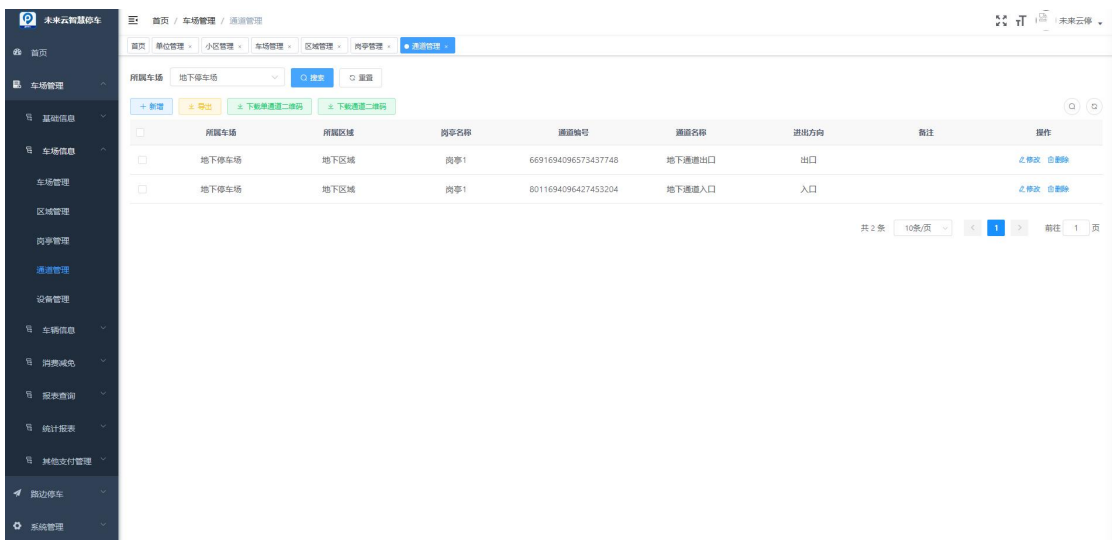 未来云智慧停车
首页 / 车场管理 / 通道管理
未来云停
首页 单位管理 × 小区管理 × 车场管理 × 区域管理 × 岗亭管理 × 通道管理 ×
首页
车场管理
基础信息
车场信息
车场管理
区域管理
岗亭管理
通道管理
设备管理
车辆信息
消费减免
报表查询
统计报表
其他支付管理
路边停车
系统管理
所属车场 地下停车场 搜索 重置
+ 新增 导出 下载单通道二维码 下载通道二维码
所属车场 所属区域 岗亭名称 通道编号 通道名称 进出方向 备注 操作
地下停车场 地下区域 岗亭1 6691694096573437748 地下通道出口 出口 修改 删除
地下停车场 地下区域 岗亭1 8011694096427453204 地下通道入口 入口 修改 删除
共 2 条 10条/页 < 1 > 前往 1 页